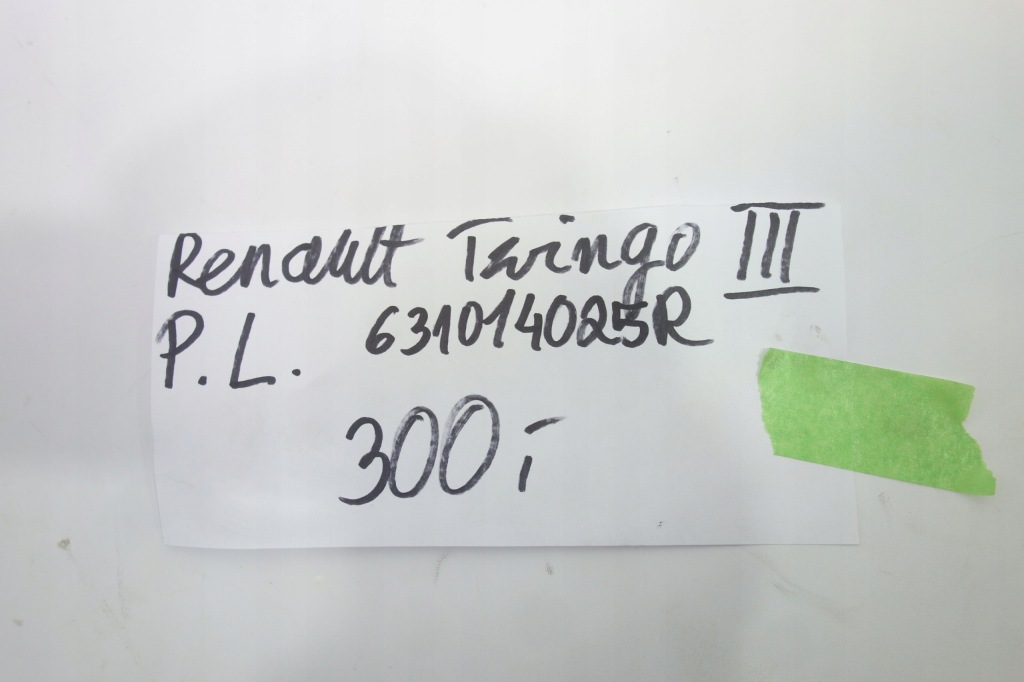 Renault Twingo III
P.L. 631014025R
300,-